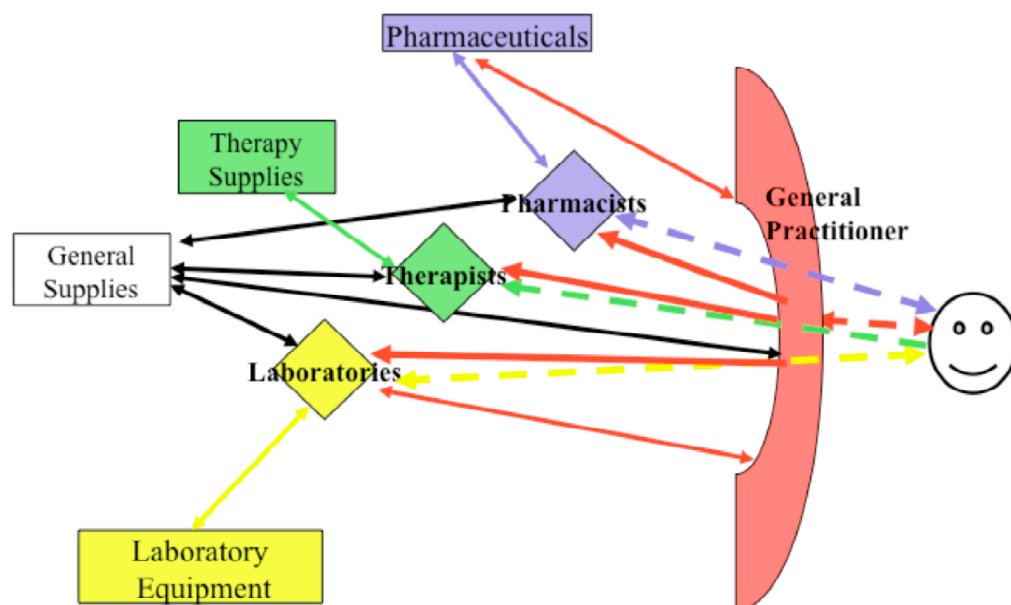 Pharmaceuticals
Therapy
Supplies
Pharmacists
General
Practitioner
General
Supplies
Therapists
Laboratories
Laboratory
Equipment